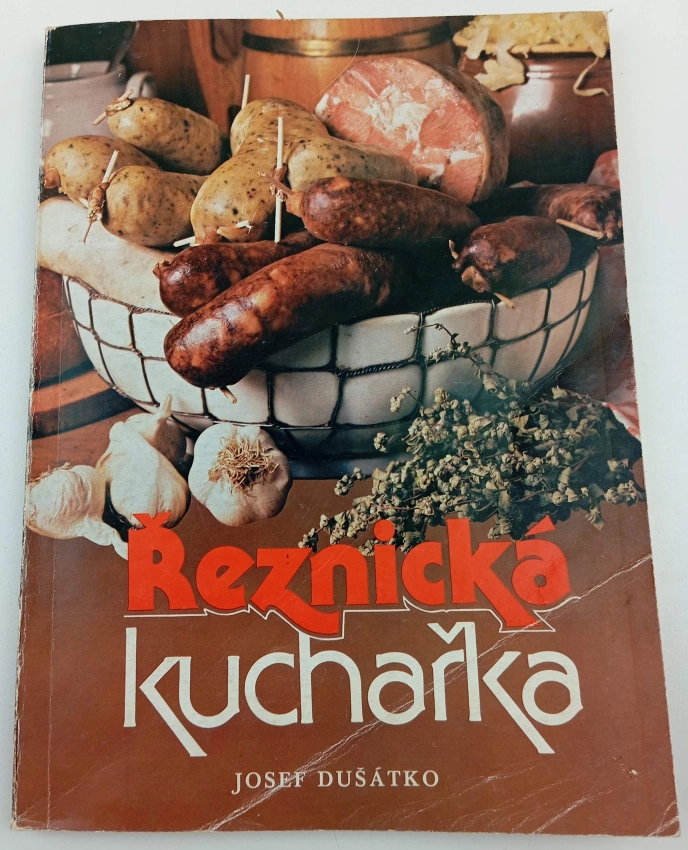 Řeznická
kuchařka
JOSEF DUŠÁTKO